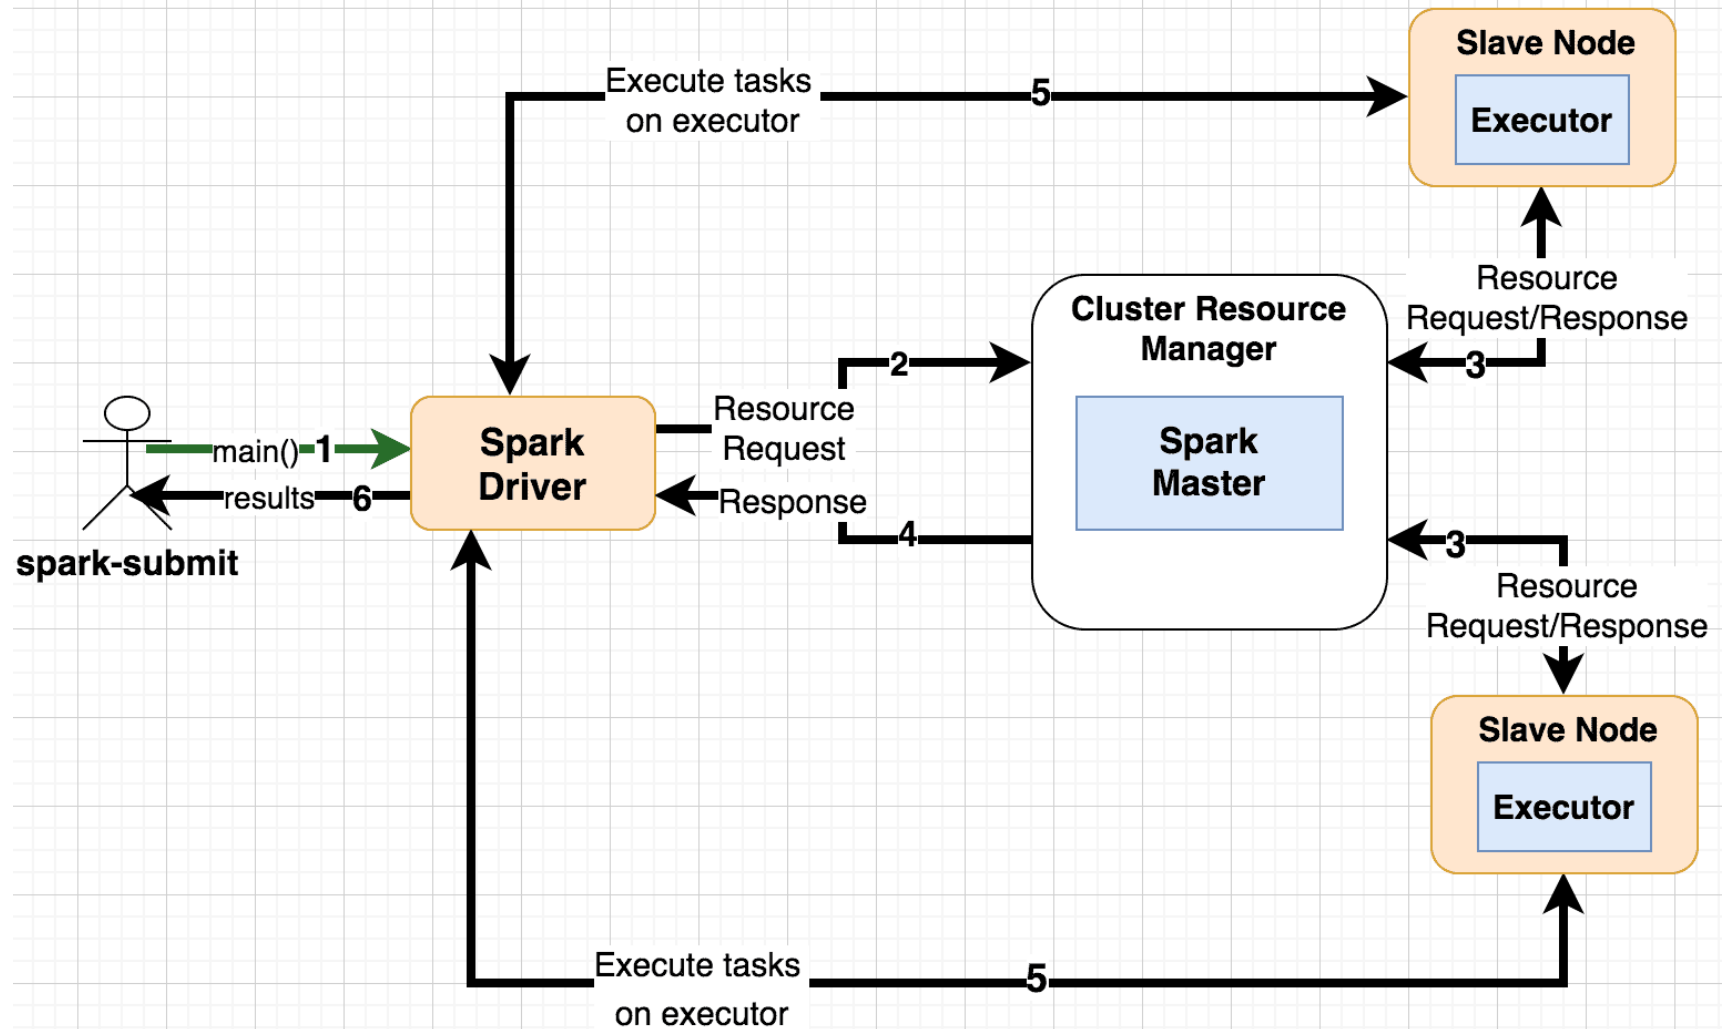 Slave Node
Executor
Execute tasks
on executor
5
Resource
Request/Response
3
Cluster Resource
Manager
Spark
Master
2
Resource
Request
Response
4
Spark
Driver
main()
1
results
6
spark-submit
3
Resource
Request/Response
Slave Node
Executor
Execute tasks
on executor
5